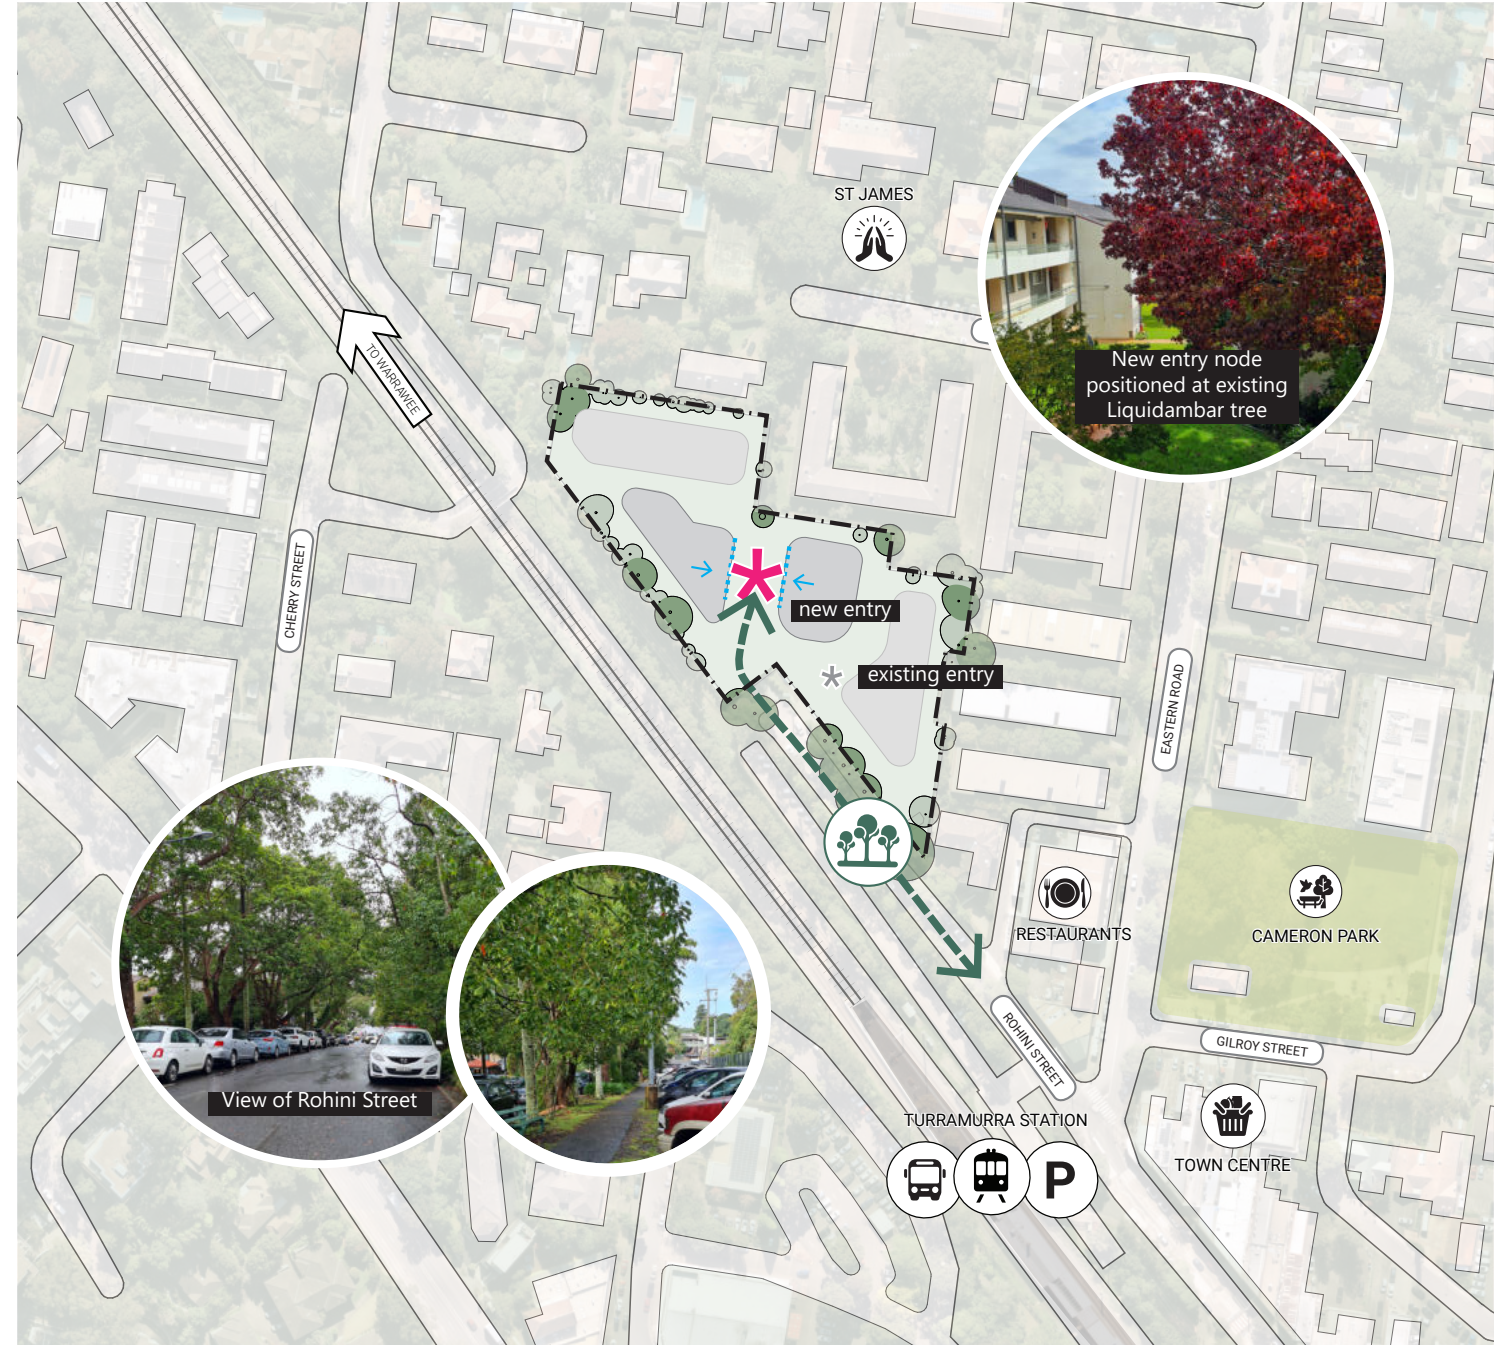 ST JAMES
New entry node
positioned at existing
Liquidambar tree
TO WARRAWEE
CHERRY STREET
new entry
existing entry
EASTERN ROAD
RESTAURANTS
CAMERON PARK
ROHINI STREET
GILROY STREET
View of Rohini Street
TURRAMURRA STATION
P
TOWN CENTRE